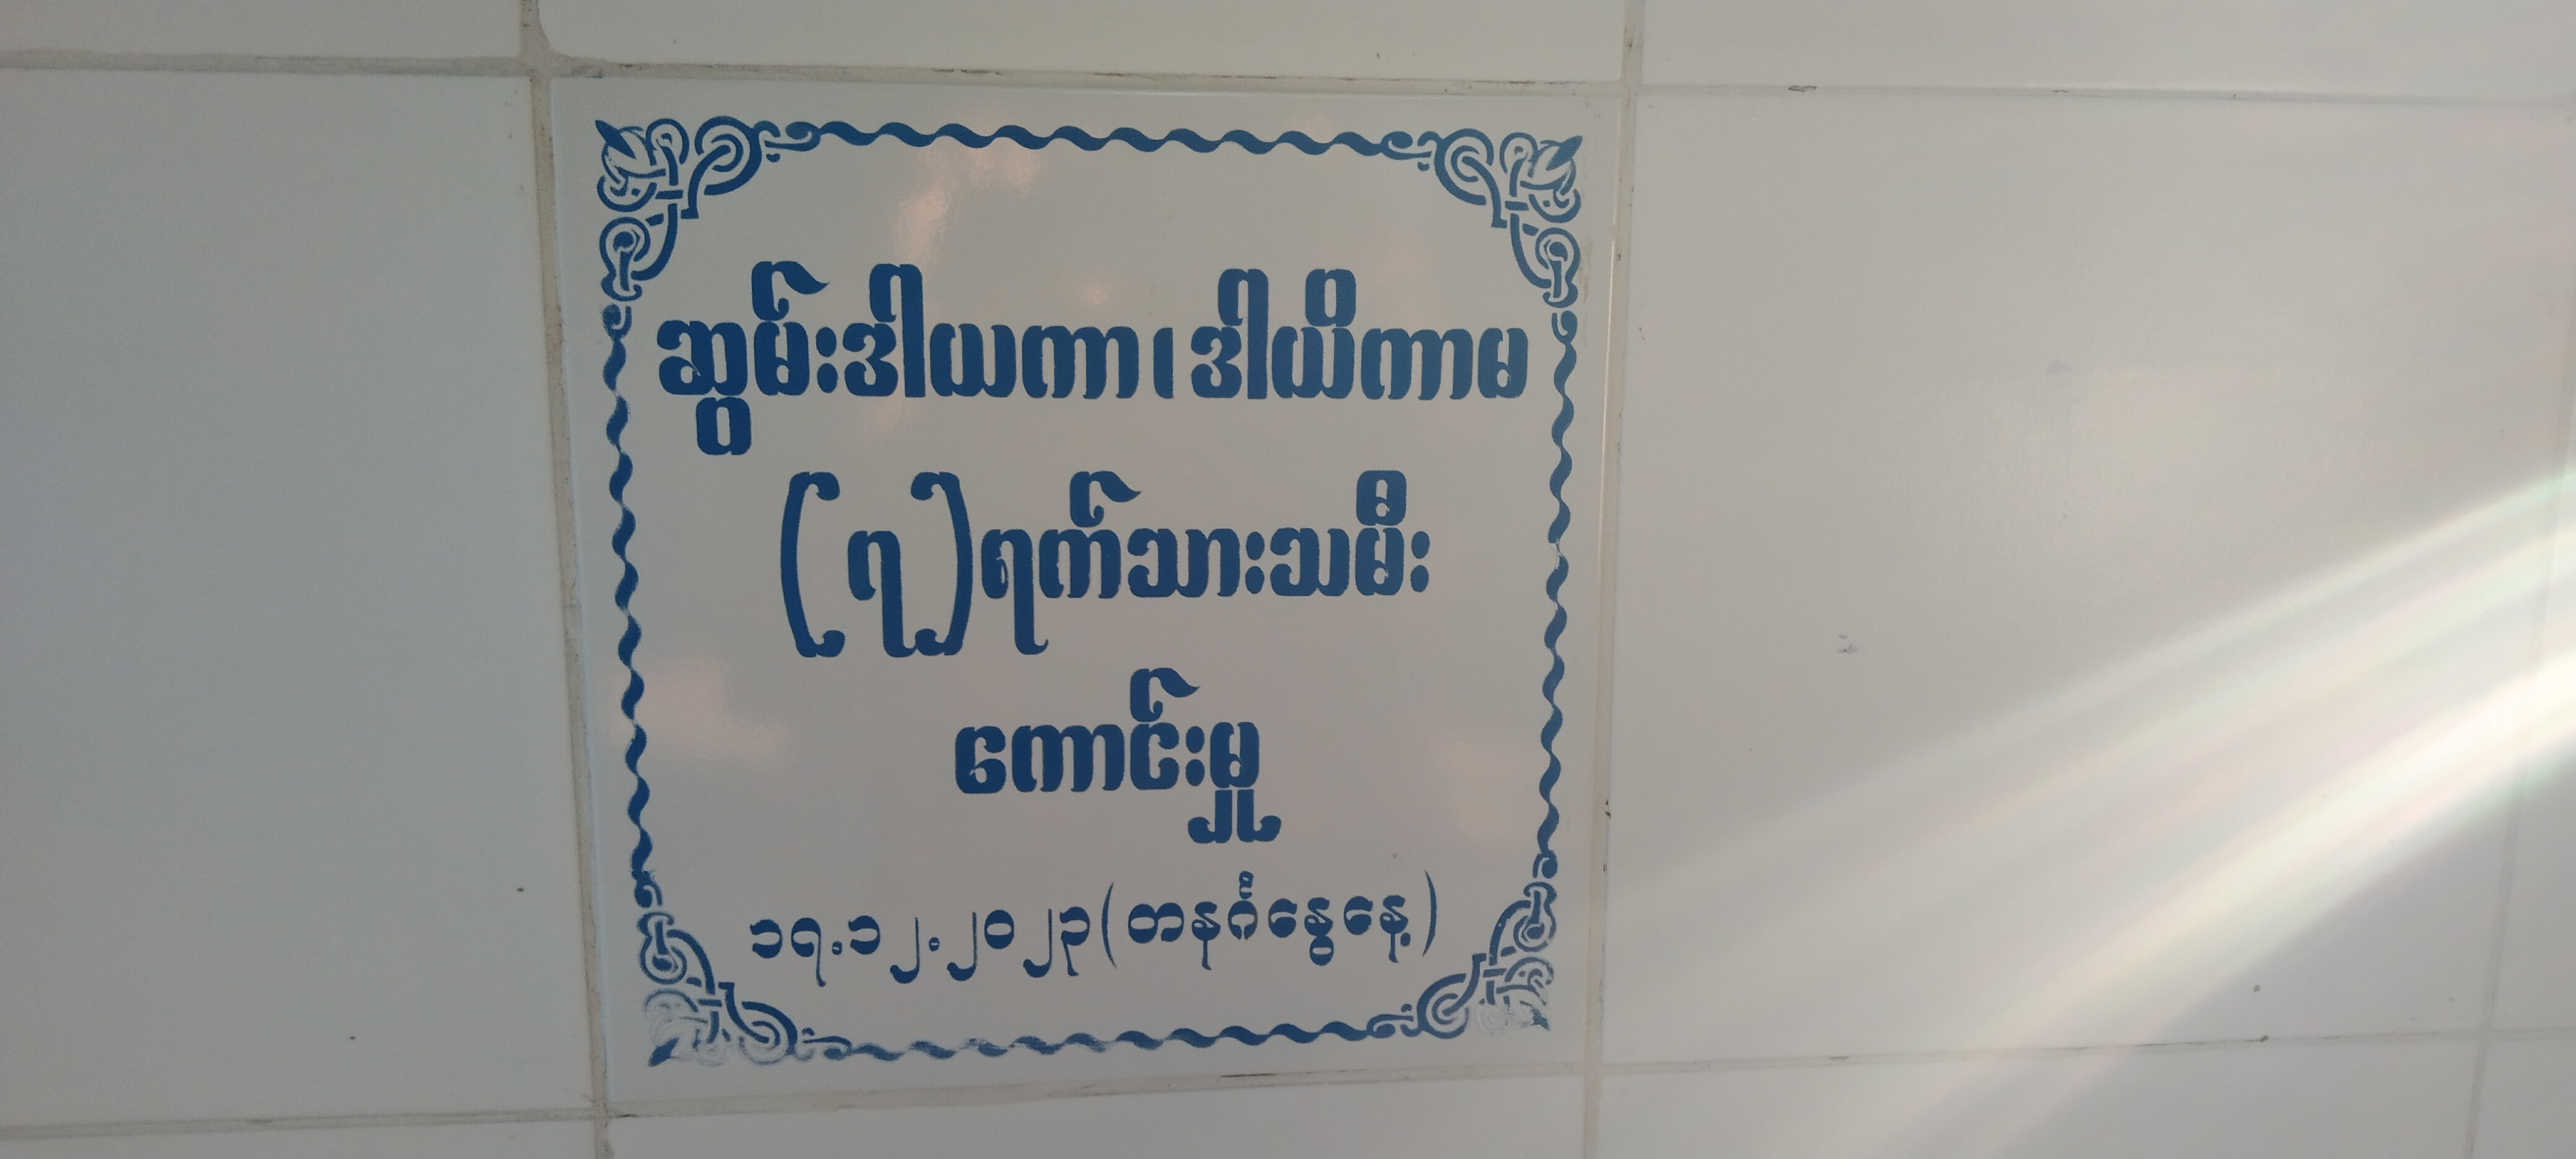 ဆွမ်းဒါယကာ၊ဒါယိကာမ
(၇)ရက်သားသမီး
ကောင်းမှု
၁၇.၁၂.၂၀၂၃(တနင်္ဂနွေနေ့)